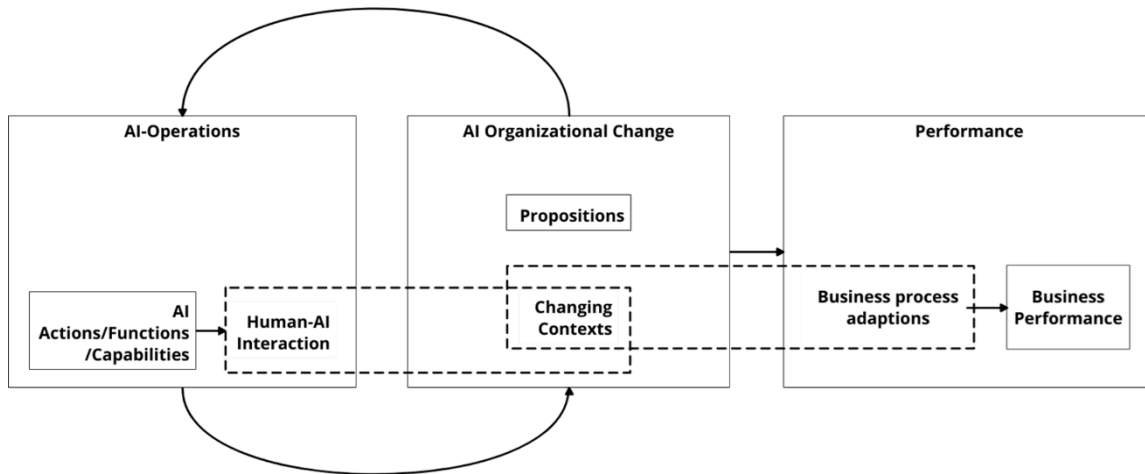 AI-Operations
AI Organizational Change
Performance
Propositions
AI
Actions/Functions
/Capabilities
Human-AI
Interaction
Changing
Contexts
Business process
adaptions
Business
Performance